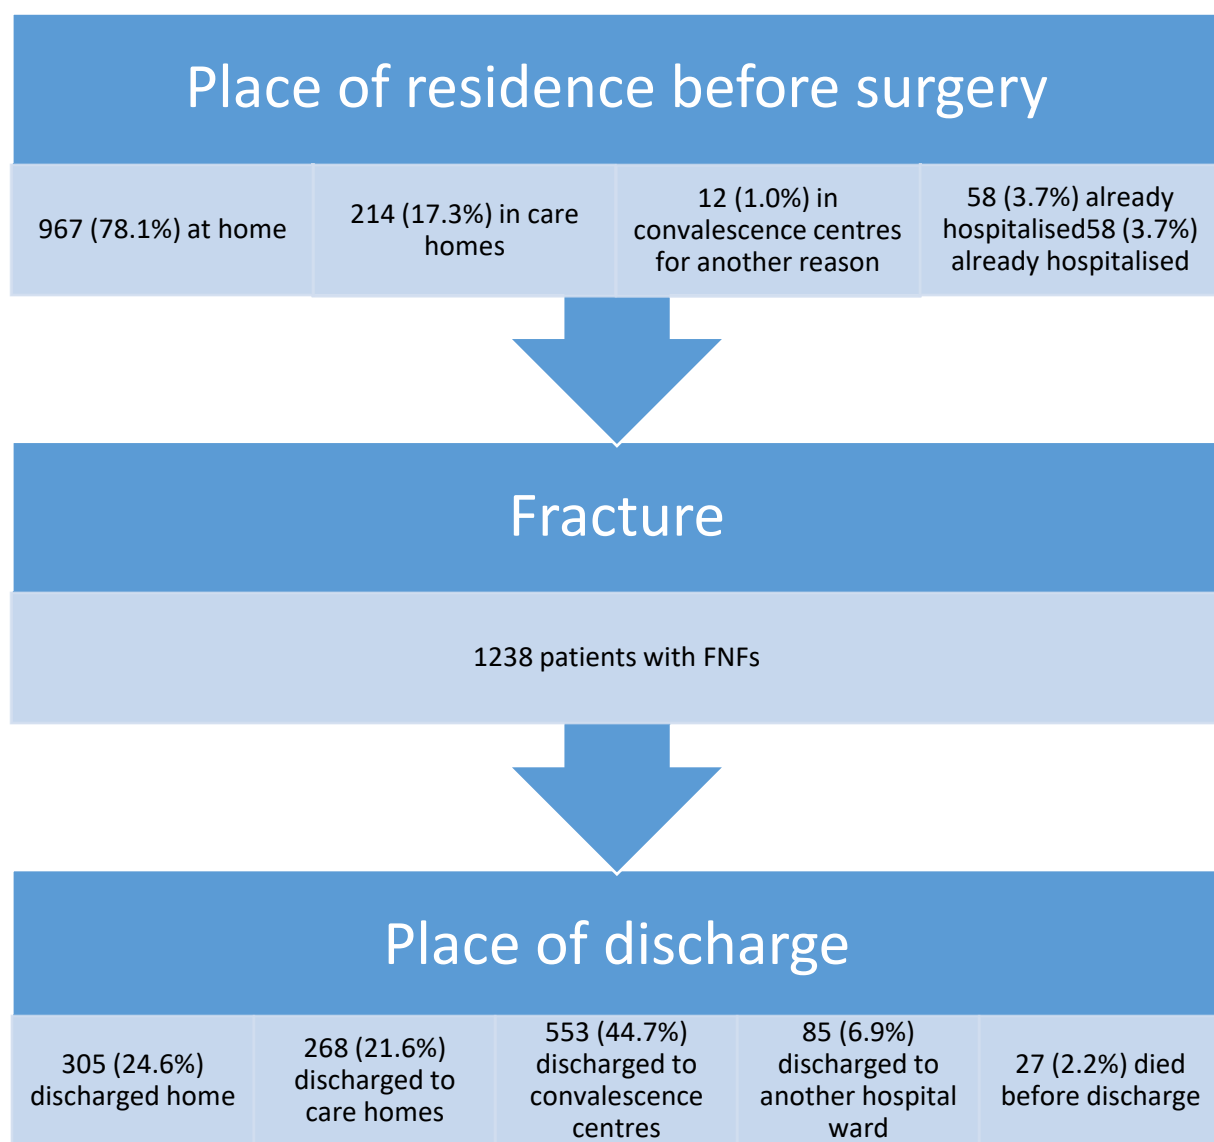 Place of residence before surgery
967 (78.1%) at home
214 (17.3%) in care
homes
12 (1.0%) in
convalescence centres
for another reason
58 (3.7%) already
hospitalised58 (3.7%)
already hospitalised
Fracture
1238 patients with FNFs
Place of discharge
305 (24.6%)
discharged home
268 (21.6%)
discharged to
care homes
553 (44.7%)
discharged to
convalescence
centres
85 (6.9%)
discharged to
another hospital
ward
27 (2.2%) died
before discharge